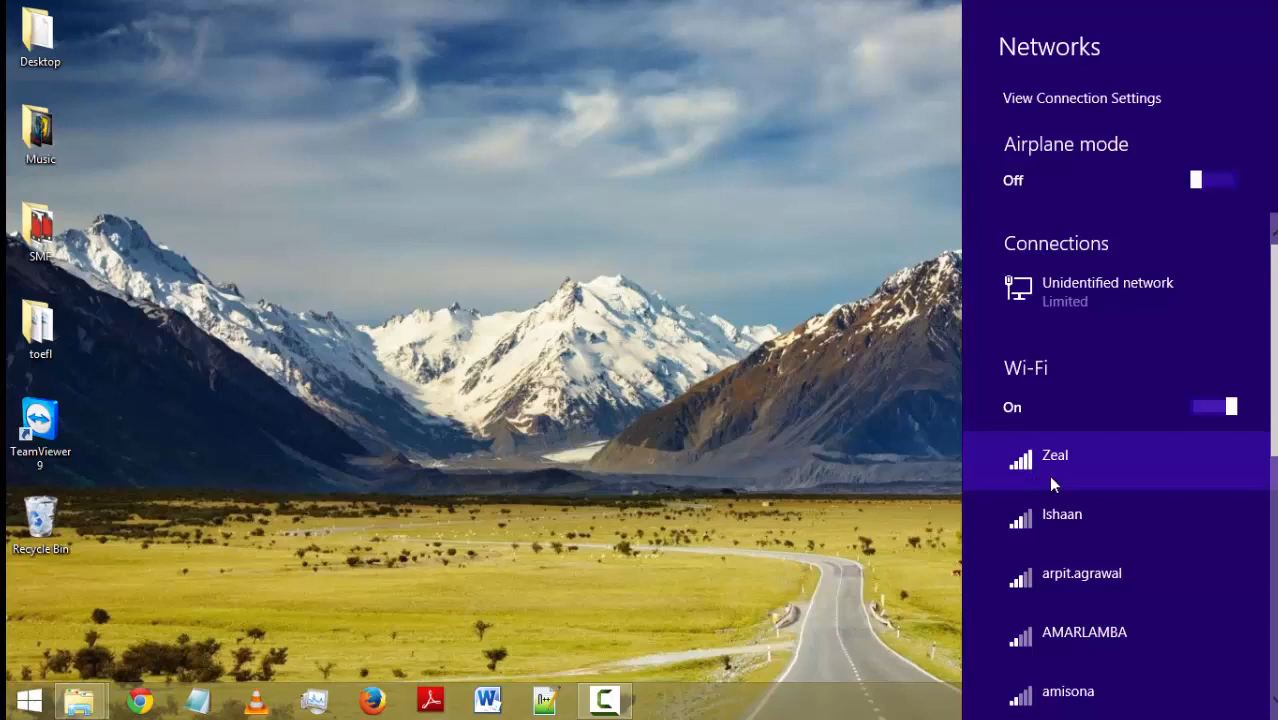 Desktop
Music
SMF
toefl
TeamViewer
9
Recycle Bin
Networks
View Connection Settings
Airplane mode
Off
Connections
Unidentified network
Limited
Wi-Fi
On
Zeal
Ishaan
arpit.agrawal
AMARLAMBA
amisona